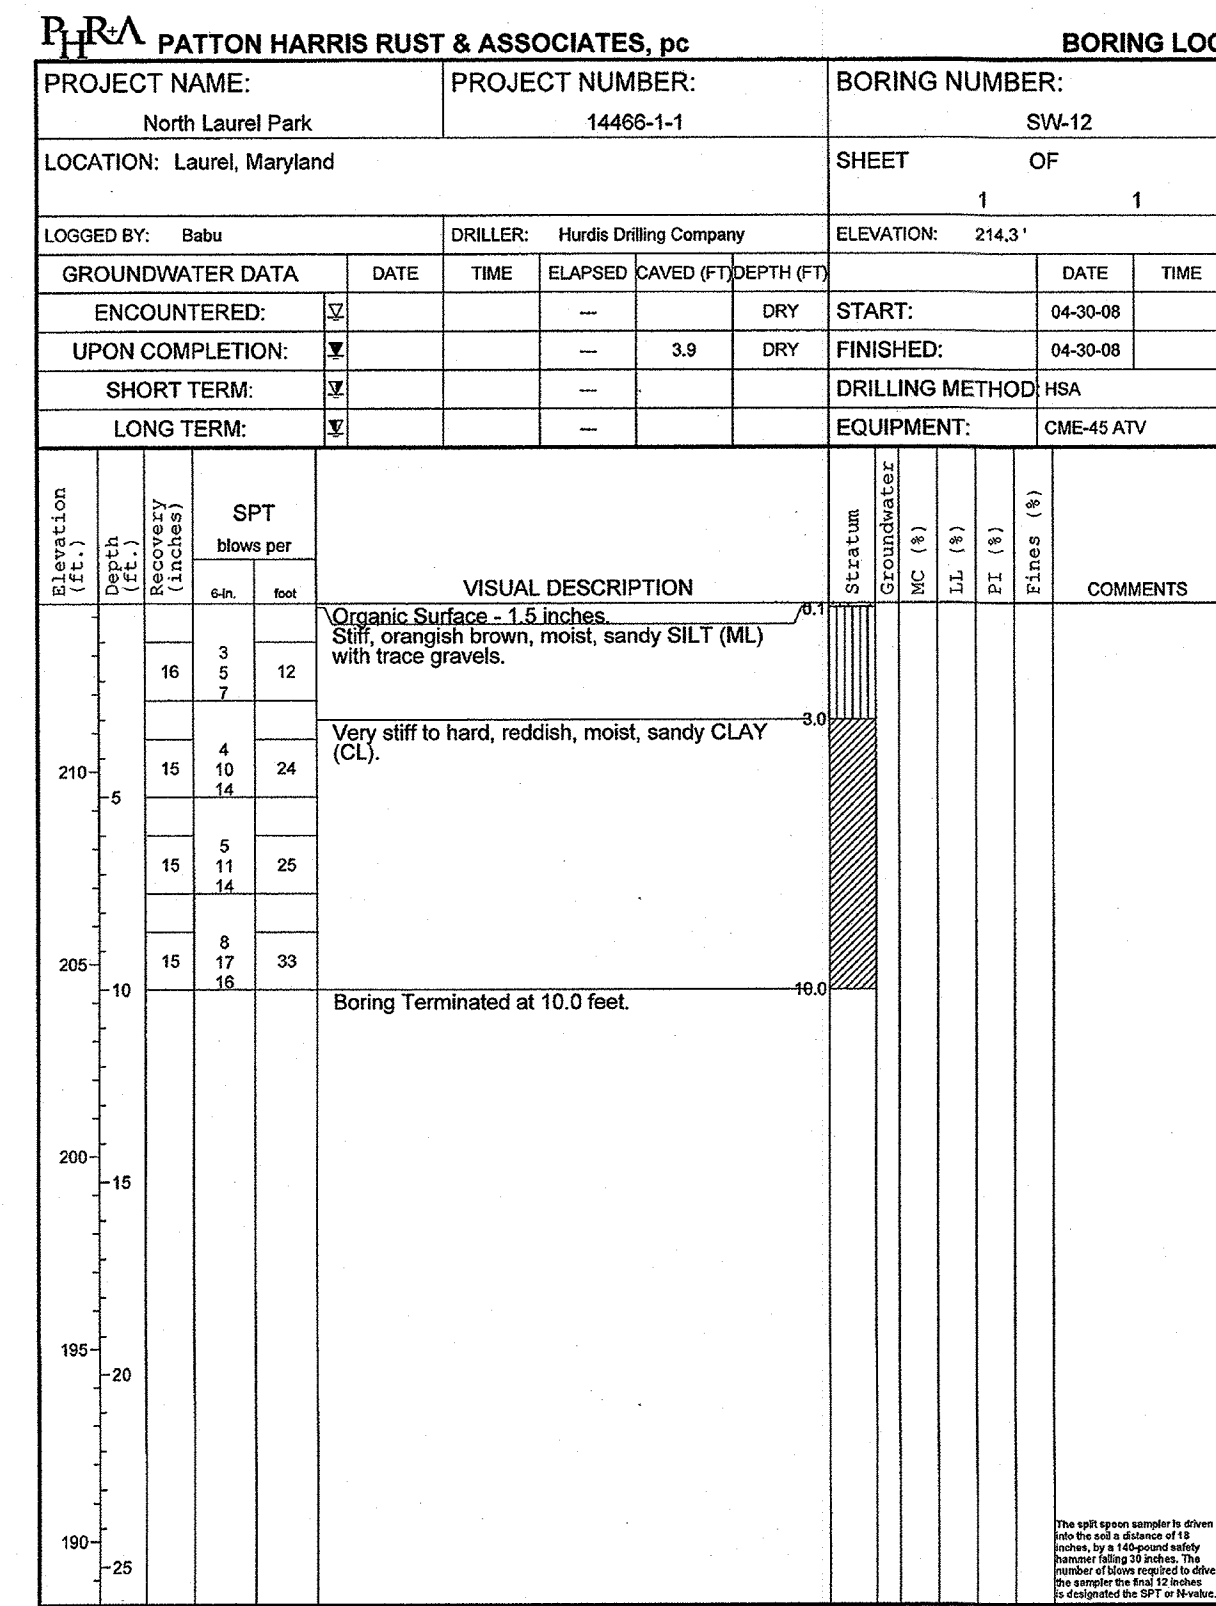 PHR+A PATTON HARRIS RUST & ASSOCIATES, pc BORING LOG
PROJECT NAME: PROJECT NUMBER: BORING NUMBER:
North Laurel Park 14466-1-1 SW-12
LOCATION: Laurel, Maryland SHEET OF
1 1
LOGGED BY: Babu DRILLER: Hurdis Drilling Company ELEVATION: 214.3'
GROUNDWATER DATA DATE TIME ELAPSED CAVED (FT) DEPTH (FT) DATE TIME
ENCOUNTERED: --- DRY START: 04-30-08
UPON COMPLETION: --- 3.9 DRY FINISHED: 04-30-08
SHORT TERM: --- DRILLING METHOD: HSA
LONG TERM: --- EQUIPMENT: CME-45 ATV
Elevation (ft.)
Depth (ft.)
Recovery (inches)
SPT
blows per
6-in. foot
VISUAL DESCRIPTION
Stratum
Groundwater
MC (%)
LL (%)
PI (%)
Fines (%)
COMMENTS
Organic Surface - 1.5 inches. 0.1
Stiff, orangish brown, moist, sandy SILT (ML)
with trace gravels.
3
16 5 12
7
3.0
Very stiff to hard, reddish, moist, sandy CLAY
(CL).
4
210 15 10 24
14
5
5
15 11 25
14
8
205 15 17 33
16
10 10.0
Boring Terminated at 10.0 feet.
200
15
195
20
190
25
The split spoon sampler is driven
into the soil a distance of 18
inches, by a 140-pound safety
hammer falling 30 inches. The
number of blows required to drive
the sampler the final 12 inches
is designated the SPT or N-value.